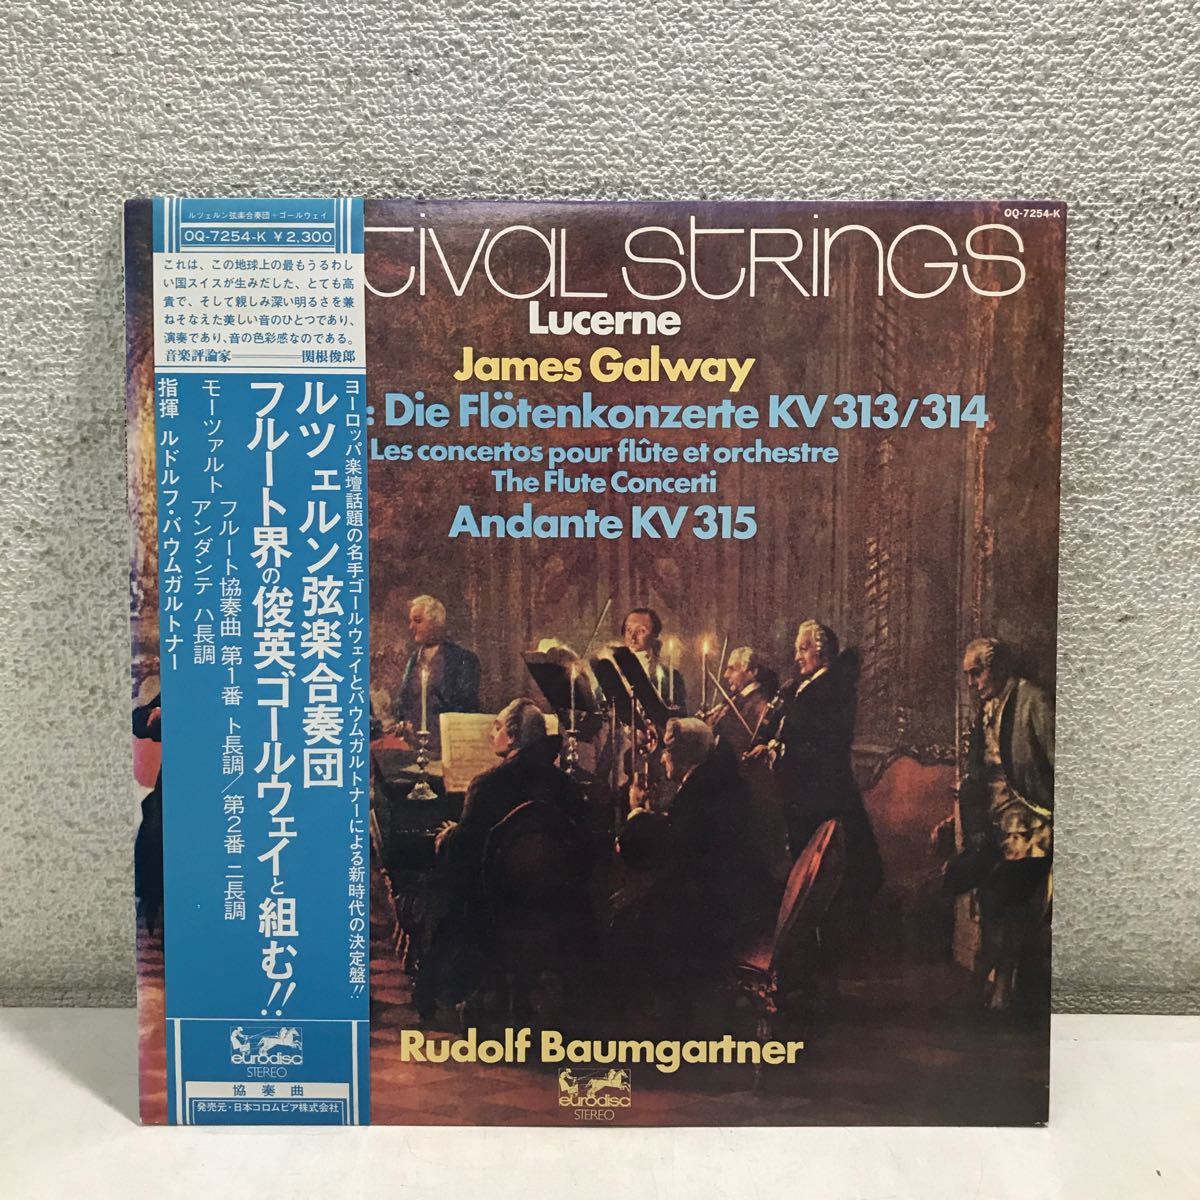 ルツェルン弦楽合奏団+ゴールウェイ
OQ-7254-K ¥2,300
これは、この地球上の最もうるわし
い国スイスが生みだした、とても高
貴で、そして親しみ深い明るさを兼
ねそなえた美しい音のひとつであり、
演奏であり、音の色彩感なのである。
音楽評論家━━━関根俊郎
ヨーロッパ楽壇話題の名手ゴールウェイとバウムガルトナーによる新時代の決定盤!!
ルツェルン弦楽合奏団
フルート界の俊英ゴールウェイと組む!!
モーツァルト フルート協奏曲 第1番 ト長調/第2番 ニ長調
アンダンテ ハ長調
指揮 ルドルフ・バウムガルトナー
eurodisc
STEREO
協奏曲
発売元・日本コロムビア株式会社
OQ-7254-K
tival strings
Lucerne
James Galway
: Die Flötenkonzerte KV 313/314
Les concertos pour flûte et orchestre
The Flute Concerti
Andante KV 315
Rudolf Baumgartner
eurodisc
STEREO